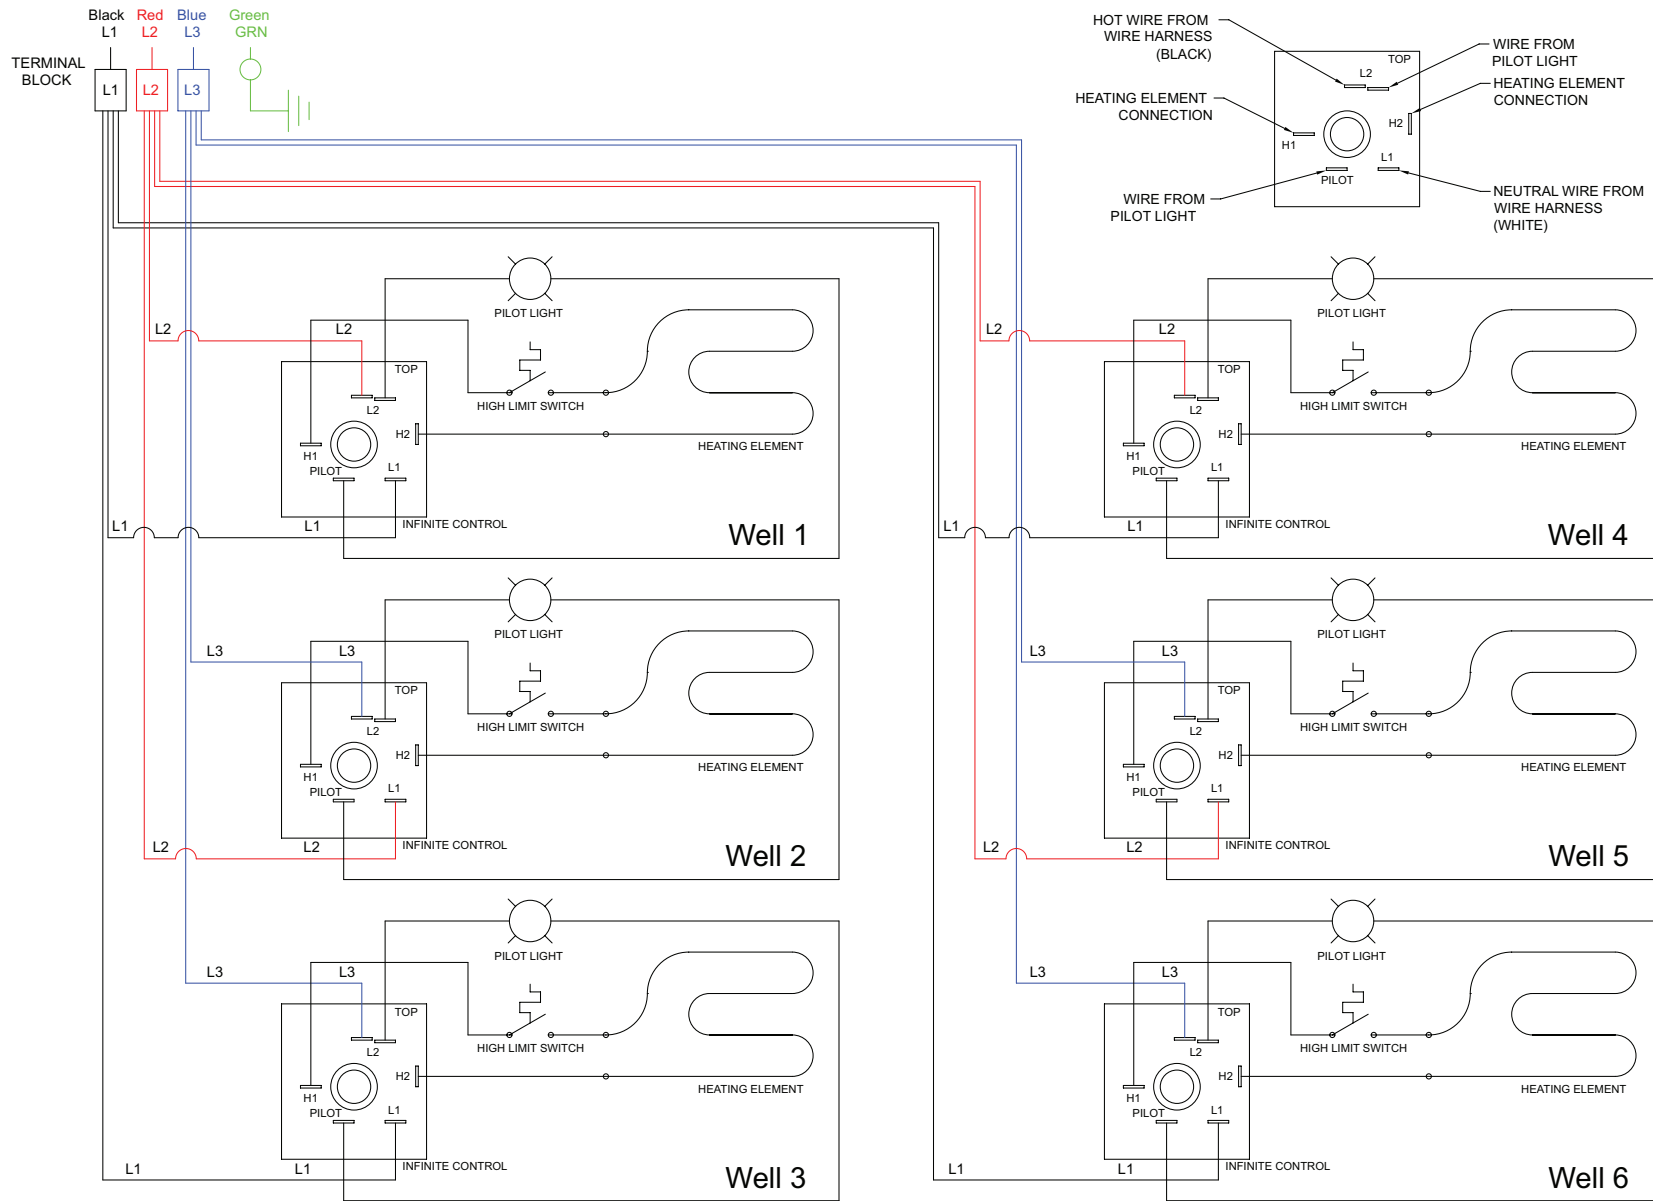 Black Red Blue Green
L1 L2 L3 GRN
TERMINAL
BLOCK
L1 L2 L3
HOT WIRE FROM
WIRE HARNESS
(BLACK)
TOP
L2
WIRE FROM
PILOT LIGHT
HEATING ELEMENT
CONNECTION
HEATING ELEMENT
CONNECTION
H1
H2
L1
PILOT
WIRE FROM
PILOT LIGHT
NEUTRAL WIRE FROM
WIRE HARNESS
(WHITE)
PILOT LIGHT
L2 L2
TOP
L2
HIGH LIMIT SWITCH
H2
HEATING ELEMENT
H1
PILOT
L1
L1 L1
INFINITE CONTROL
Well 1
PILOT LIGHT
L2 L2
TOP
L2
HIGH LIMIT SWITCH
H2
HEATING ELEMENT
H1
PILOT
L1
L1 L1
INFINITE CONTROL
Well 4
PILOT LIGHT
L3 L3
TOP
L2
HIGH LIMIT SWITCH
H2
HEATING ELEMENT
H1
PILOT
L1
L2 L2
INFINITE CONTROL
Well 2
PILOT LIGHT
L3 L3
TOP
L2
HIGH LIMIT SWITCH
H2
HEATING ELEMENT
H1
PILOT
L1
L2 L2
INFINITE CONTROL
Well 5
PILOT LIGHT
L3 L3
TOP
L2
HIGH LIMIT SWITCH
H2
HEATING ELEMENT
H1
PILOT
L1
L1 L1
INFINITE CONTROL
Well 3
PILOT LIGHT
L3 L3
TOP
L2
HIGH LIMIT SWITCH
H2
HEATING ELEMENT
H1
PILOT
L1
L1 L1
INFINITE CONTROL
Well 6